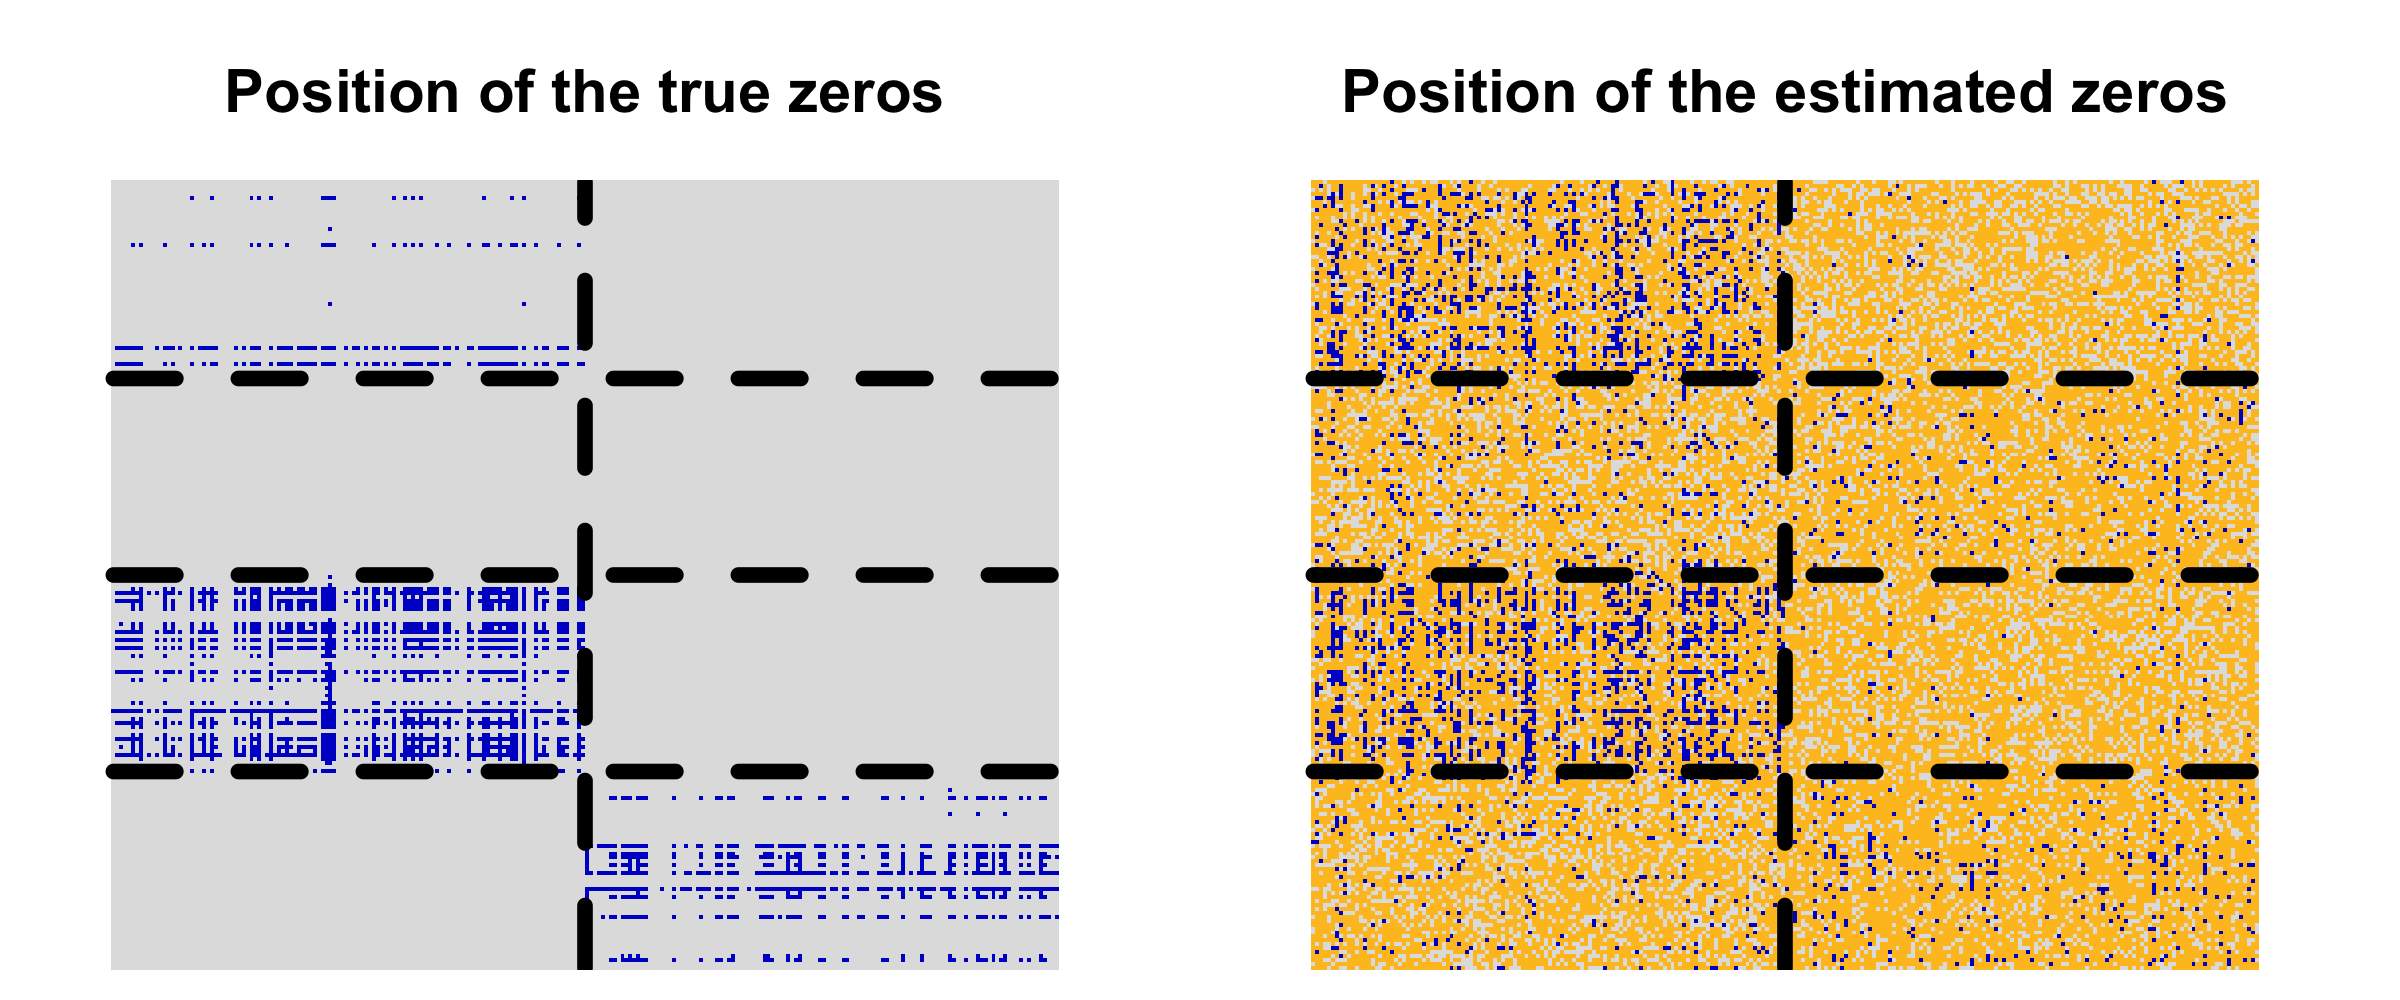 Position of the true zeros
Position of the estimated zeros